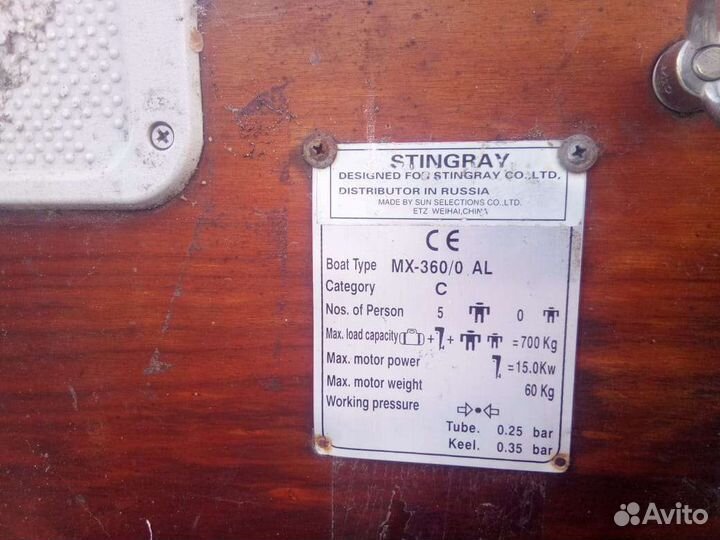 STINGRAY
DESIGNED FOR STINGRAY CO.,LTD.
DISTRIBUTOR IN RUSSIA
MADE BY SUN SELECTIONS CO.,LTD.
ETZ WEIHAI,CHINA
CE
Boat Type MX-360/0 AL
Category C
Nos. of Person 5 0
Max. load capacity + + =700 Kg
Max. motor power =15.0Kw
Max. motor weight 60 Kg
Working pressure
Tube. 0.25 bar
Keel. 0.35 bar
Avito